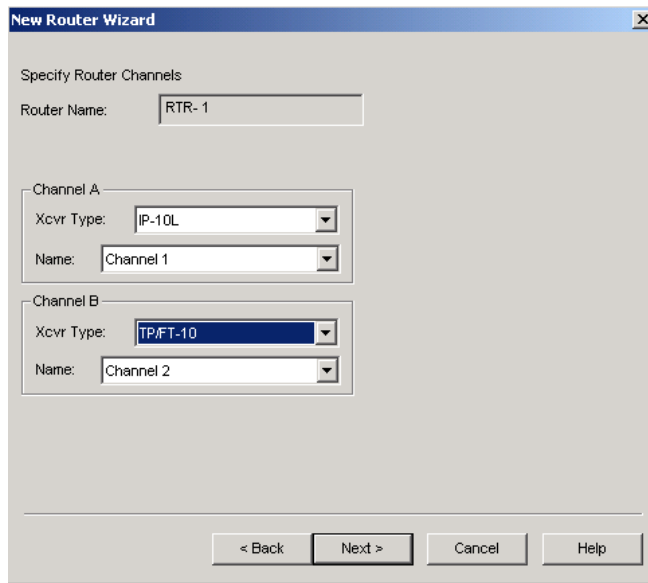 New Router Wizard
Specify Router Channels
Router Name: RTR- 1
Channel A
Xcvr Type: IP-10L
Name: Channel 1
Channel B
Xcvr Type: TP/FT-10
Name: Channel 2
< Back Next > Cancel Help